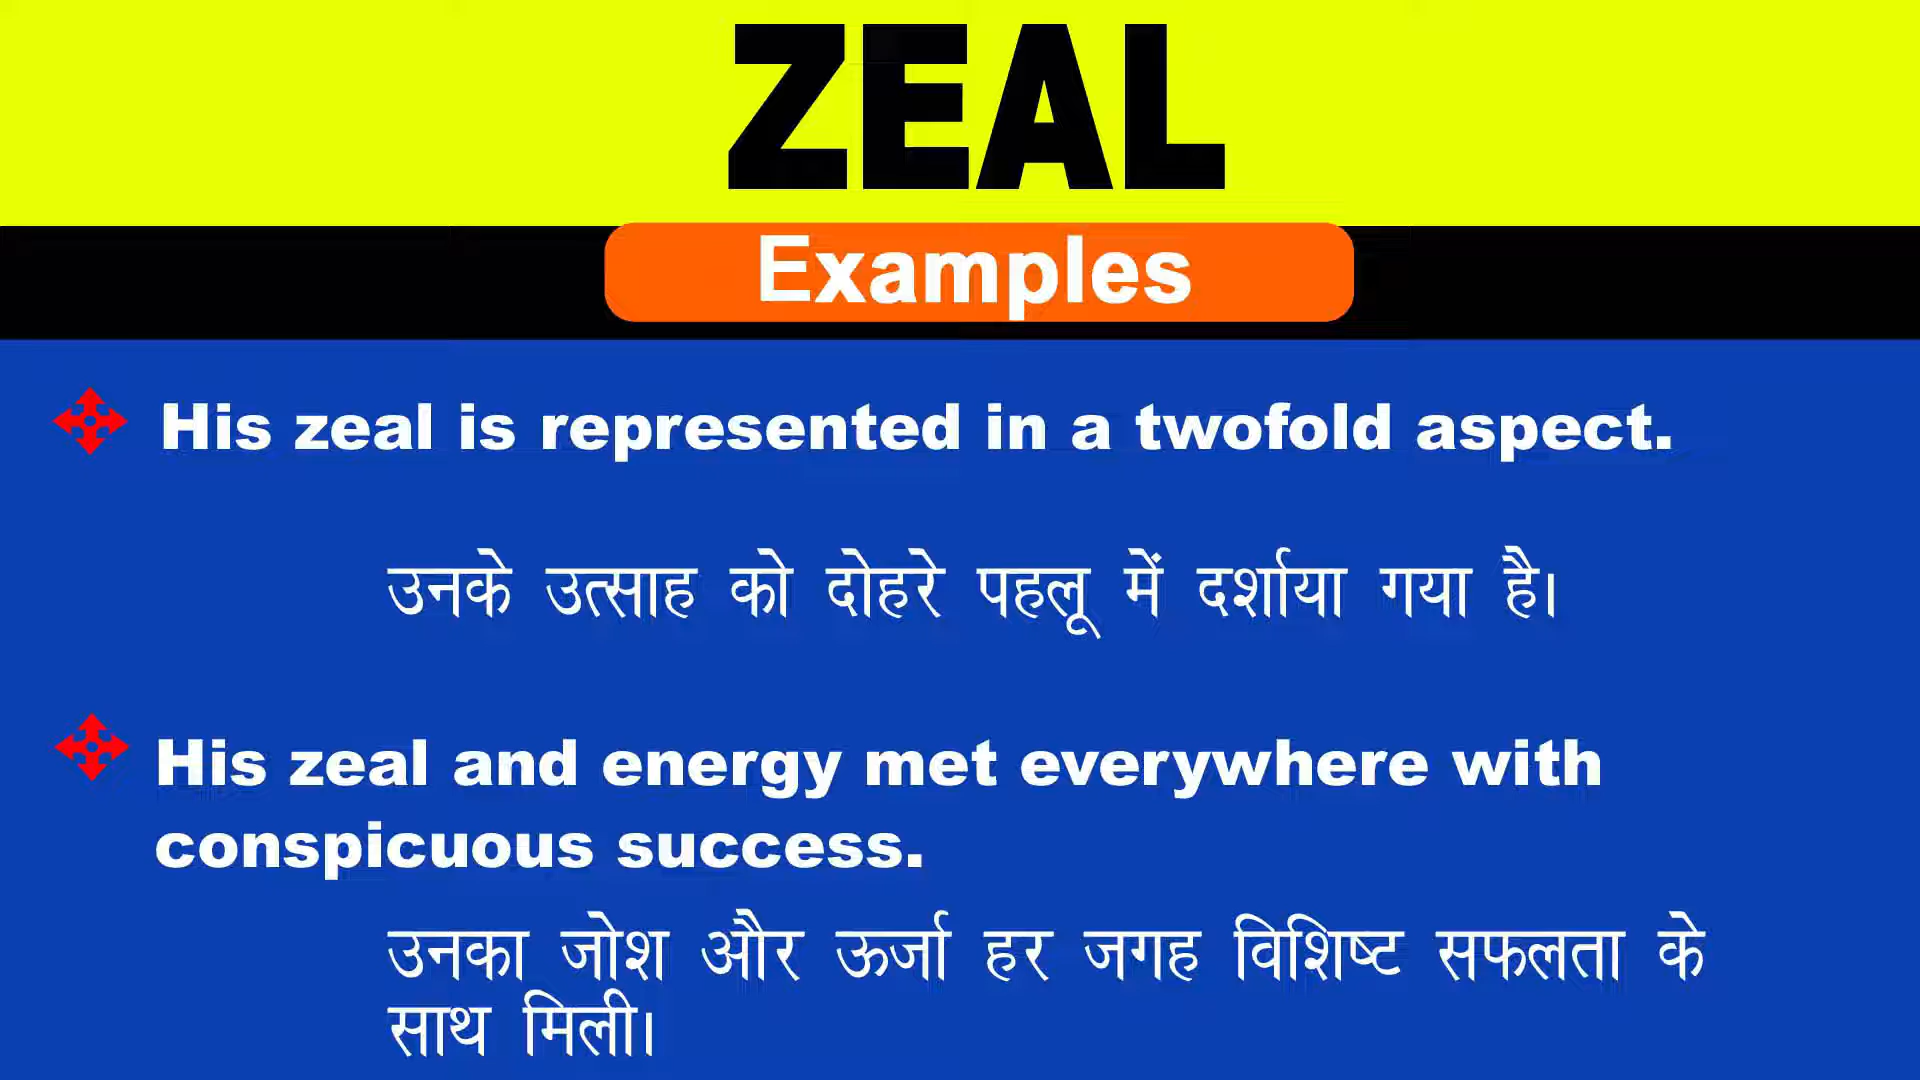 ZEAL
Examples
His zeal is represented in a twofold aspect.
उनके उत्साह को दोहरे पहलू में दर्शाया गया है।
His zeal and energy met everywhere with
conspicuous success.
उनका जोश और ऊर्जा हर जगह विशिष्ट सफलता के
साथ मिली।